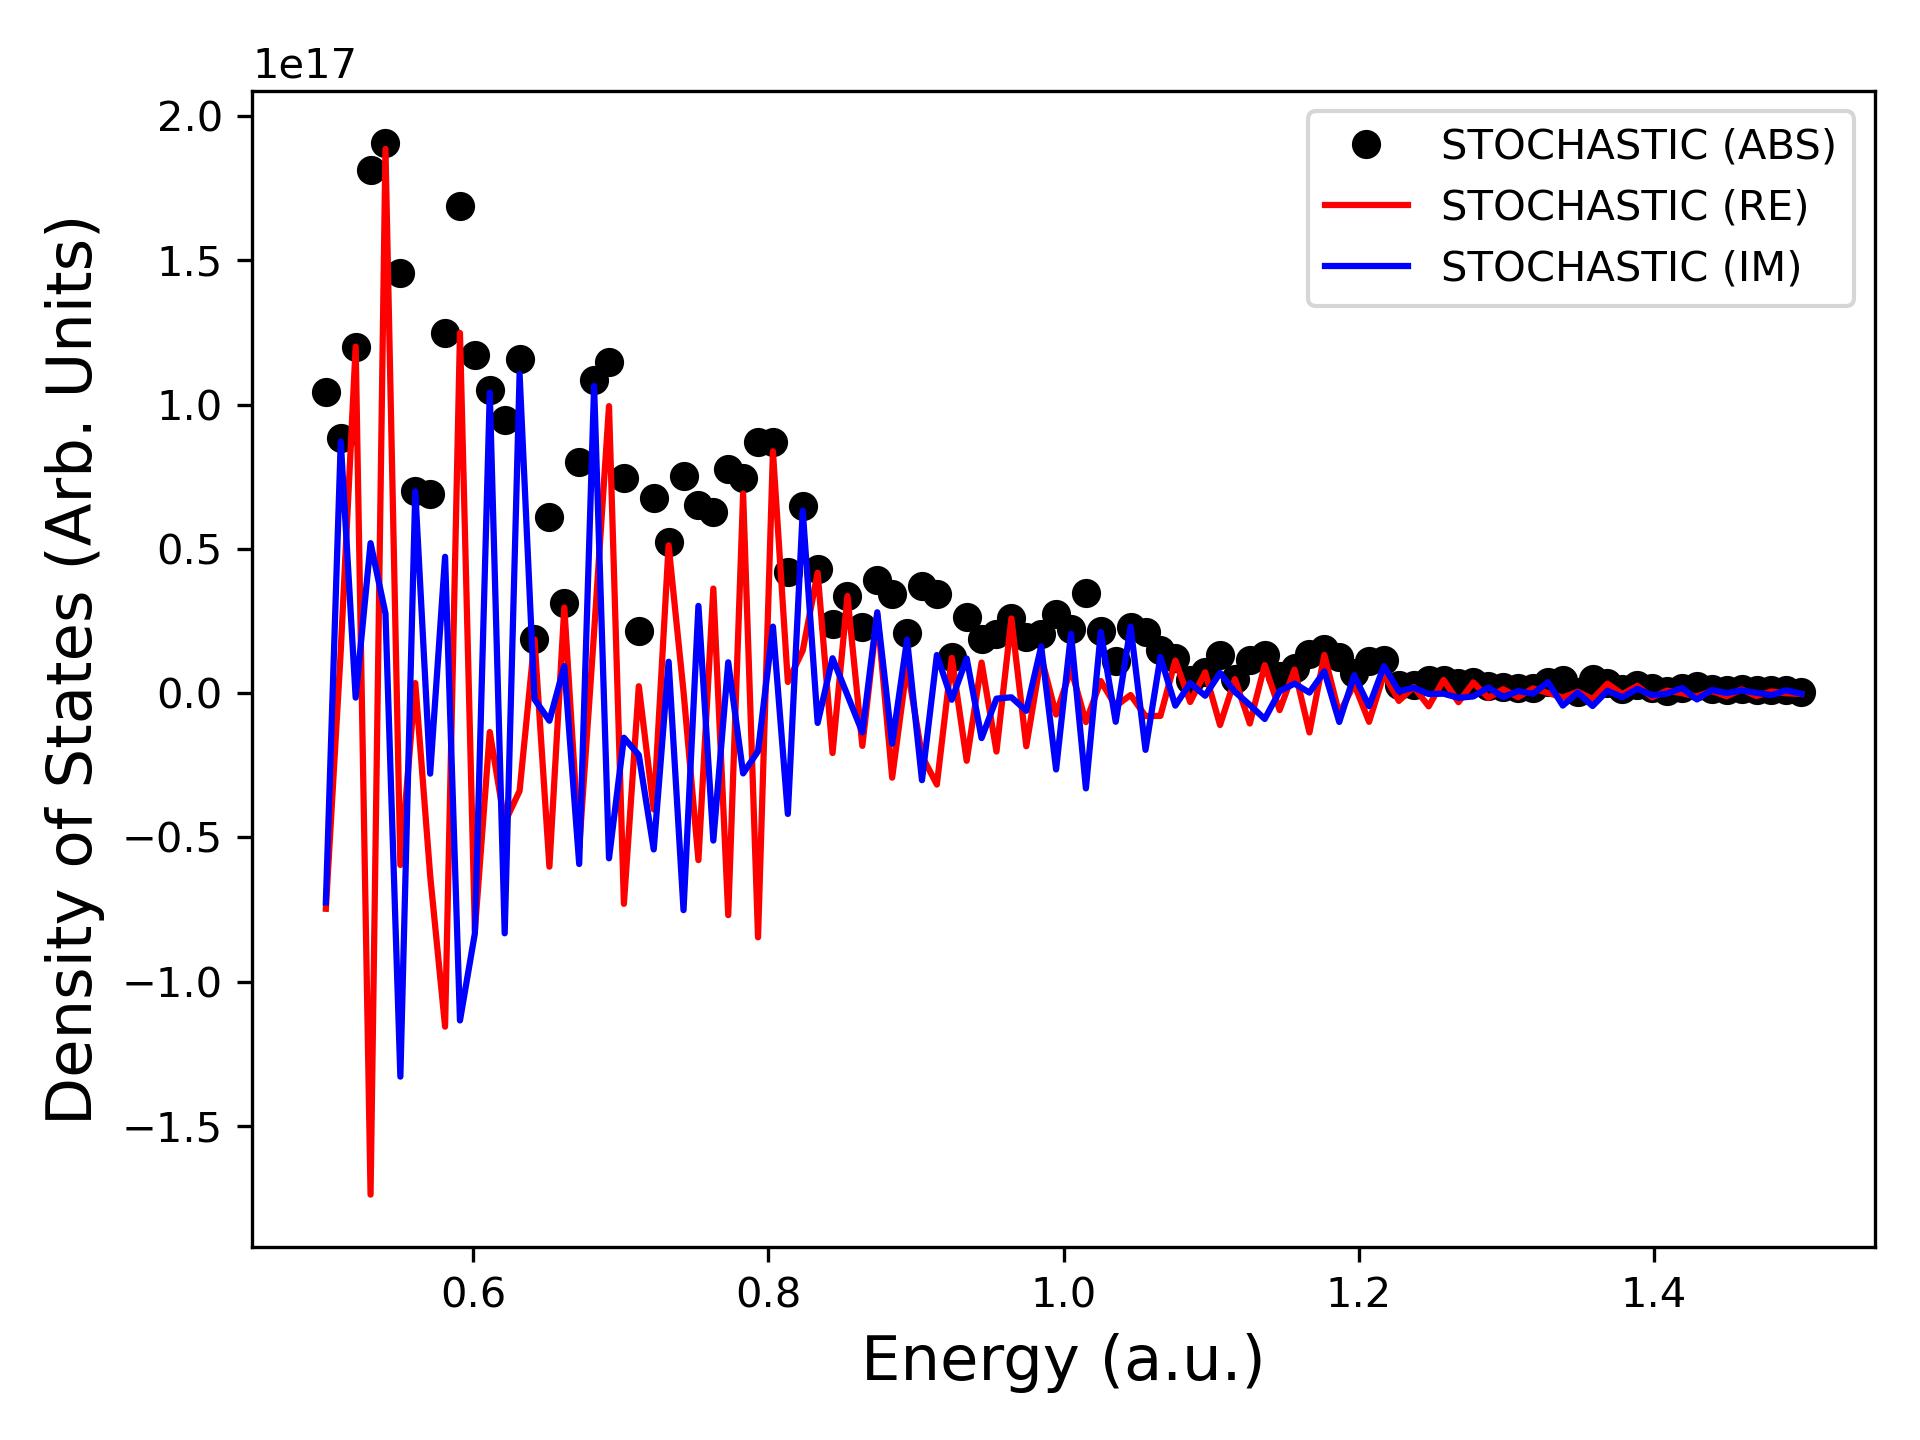 1e17
2.0
1.5
1.0
0.5
0.0
−0.5
−1.0
−1.5
Density of States (Arb. Units)
STOCHASTIC (ABS)
STOCHASTIC (RE)
STOCHASTIC (IM)
0.6 0.8 1.0 1.2 1.4
Energy (a.u.)